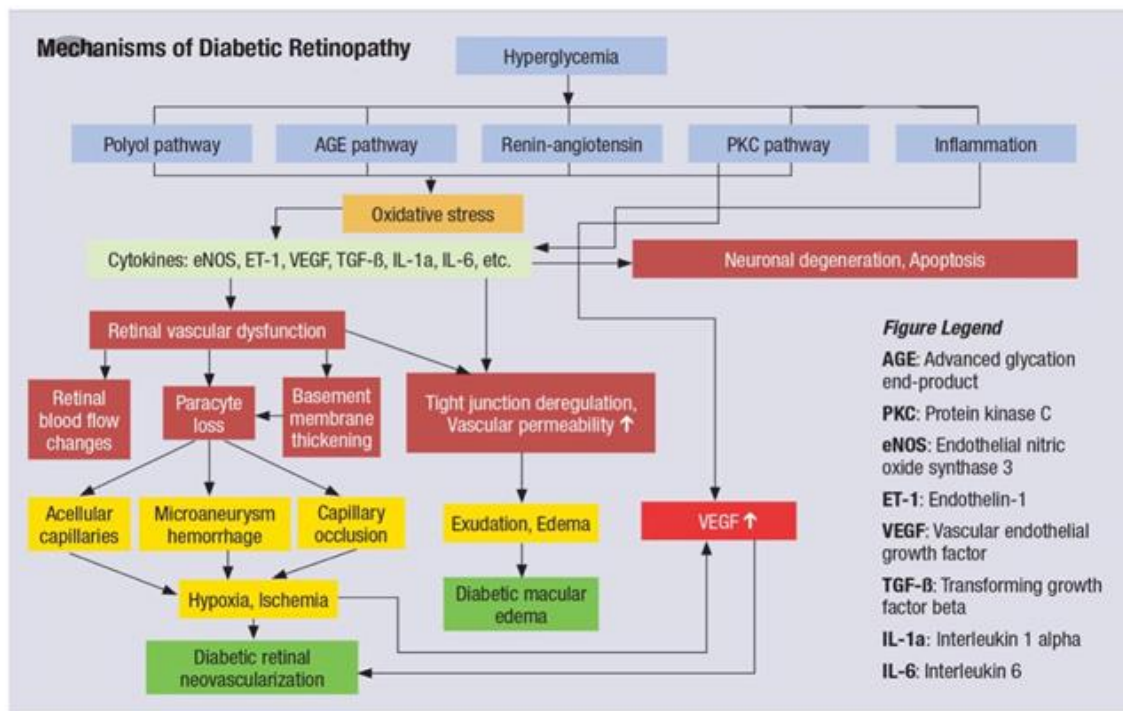 Mechanisms of Diabetic Retinopathy
Hyperglycemia
Polyol pathway
AGE pathway
Renin-angiotensin
PKC pathway
Inflammation
Oxidative stress
Cytokines: eNOS, ET-1, VEGF, TGF-ß, IL-1a, IL-6, etc.
Neuronal degeneration, Apoptosis
Retinal vascular dysfunction
Retinal
blood flow
changes
Paracyte
loss
Basement
membrane
thickening
Tight junction deregulation,
Vascular permeability ↑
Acellular
capillaries
Microaneurysm
hemorrhage
Capillary
occlusion
Exudation, Edema
VEGF ↑
Hypoxia, Ischemia
Diabetic macular
edema
Diabetic retinal
neovascularization
Figure Legend
AGE: Advanced glycation
end-product
PKC: Protein kinase C
eNOS: Endothelial nitric
oxide synthase 3
ET-1: Endothelin-1
VEGF: Vascular endothelial
growth factor
TGF-ß: Transforming growth
factor beta
IL-1a: Interleukin 1 alpha
IL-6: Interleukin 6